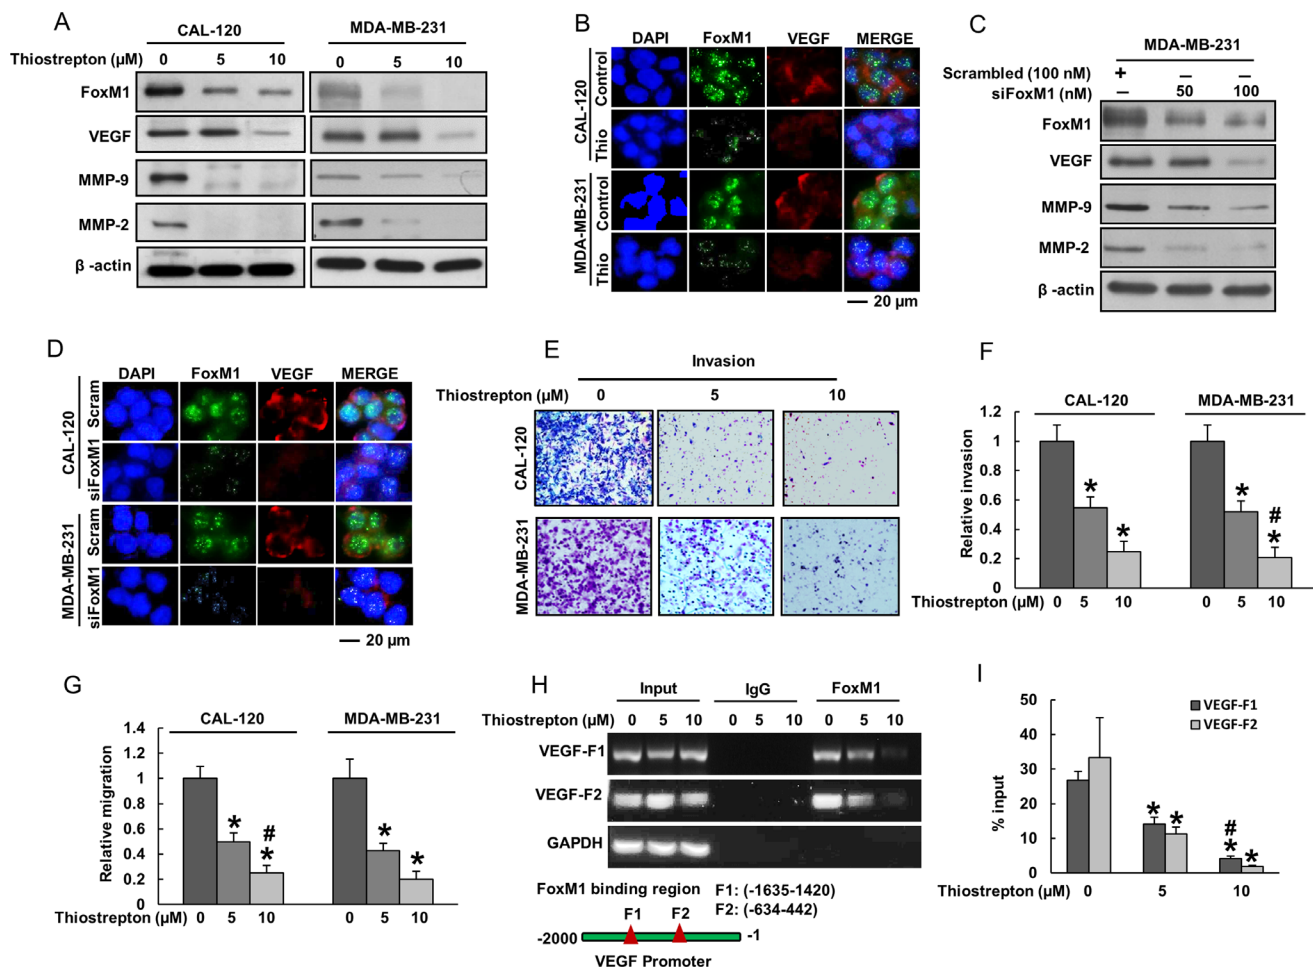 A
CAL-120 MDA-MB-231
Thiostrepton (µM) 0 5 10 0 5 10
FoxM1
VEGF
MMP-9
MMP-2
β -actin
B
DAPI FoxM1 VEGF MERGE
CAL-120
Control
Thio
MDA-MB-231
Control
Thio
20 µm
C
MDA-MB-231
Scrambled (100 nM) + – –
siFoxM1 (nM) – 50 100
FoxM1
VEGF
MMP-9
MMP-2
β -actin
D
DAPI FoxM1 VEGF MERGE
CAL-120
Scram
siFoxM1
MDA-MB-231
Scram
siFoxM1
20 µm
E
Invasion
Thiostrepton (µM) 0 5 10
CAL-120
MDA-MB-231
F
CAL-120 MDA-MB-231
Relative invasion
1.2
1
0.8
0.6
0.4
0.2
0
* * * # *
Thiostrepton (µM) 0 5 10 0 5 10
G
CAL-120 MDA-MB-231
Relative migration
1.4
1.2
1
0.8
0.6
0.4
0.2
0
* # * * *
Thiostrepton (µM) 0 5 10 0 5 10
H
Input IgG FoxM1
Thiostrepton (µM) 0 5 10 0 5 10 0 5 10
VEGF-F1
VEGF-F2
GAPDH
FoxM1 binding region F1: (-1635-1420)
F2: (-634-442)
F1 F2
-2000 -1
VEGF Promoter
I
VEGF-F1
VEGF-F2
% input
50
40
30
20
10
0
* * # * *
Thiostrepton (µM) 0 5 10